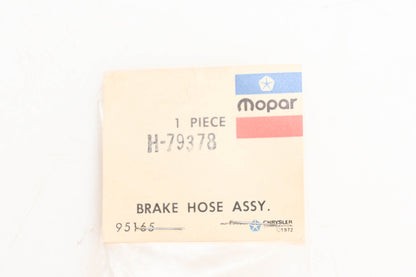 mopar
1 PIECE
H-79378
BRAKE HOSE ASSY.
95165
CHRYSLER
©1972